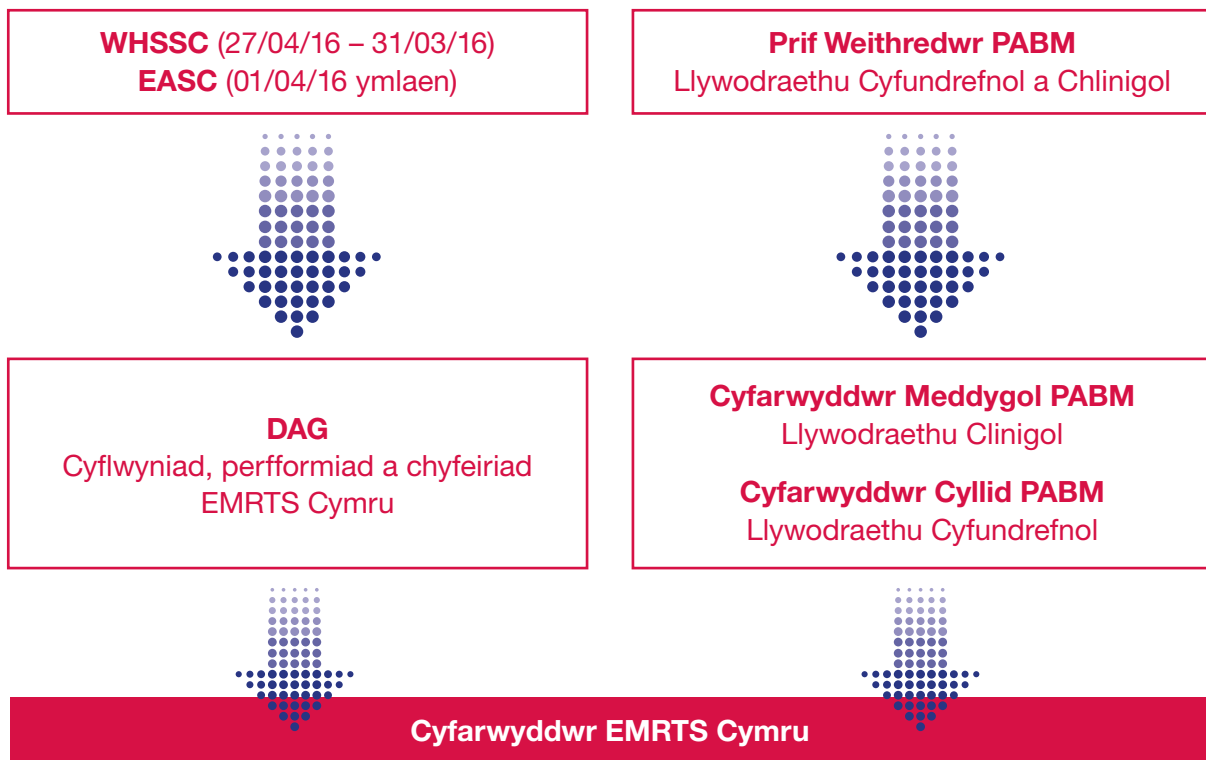 WHSSC (27/04/16 – 31/03/16)
EASC (01/04/16 ymlaen)
Prif Weithredwr PABM
Llywodraethu Cyfundrefnol a Chlinigol
DAG
Cyflwyniad, perfformiad a chyfeiriad
EMRTS Cymru
Cyfarwyddwr Meddygol PABM
Llywodraethu Clinigol
Cyfarwyddwr Cyllid PABM
Llywodraethu Cyfundrefnol
Cyfarwyddwr EMRTS Cymru